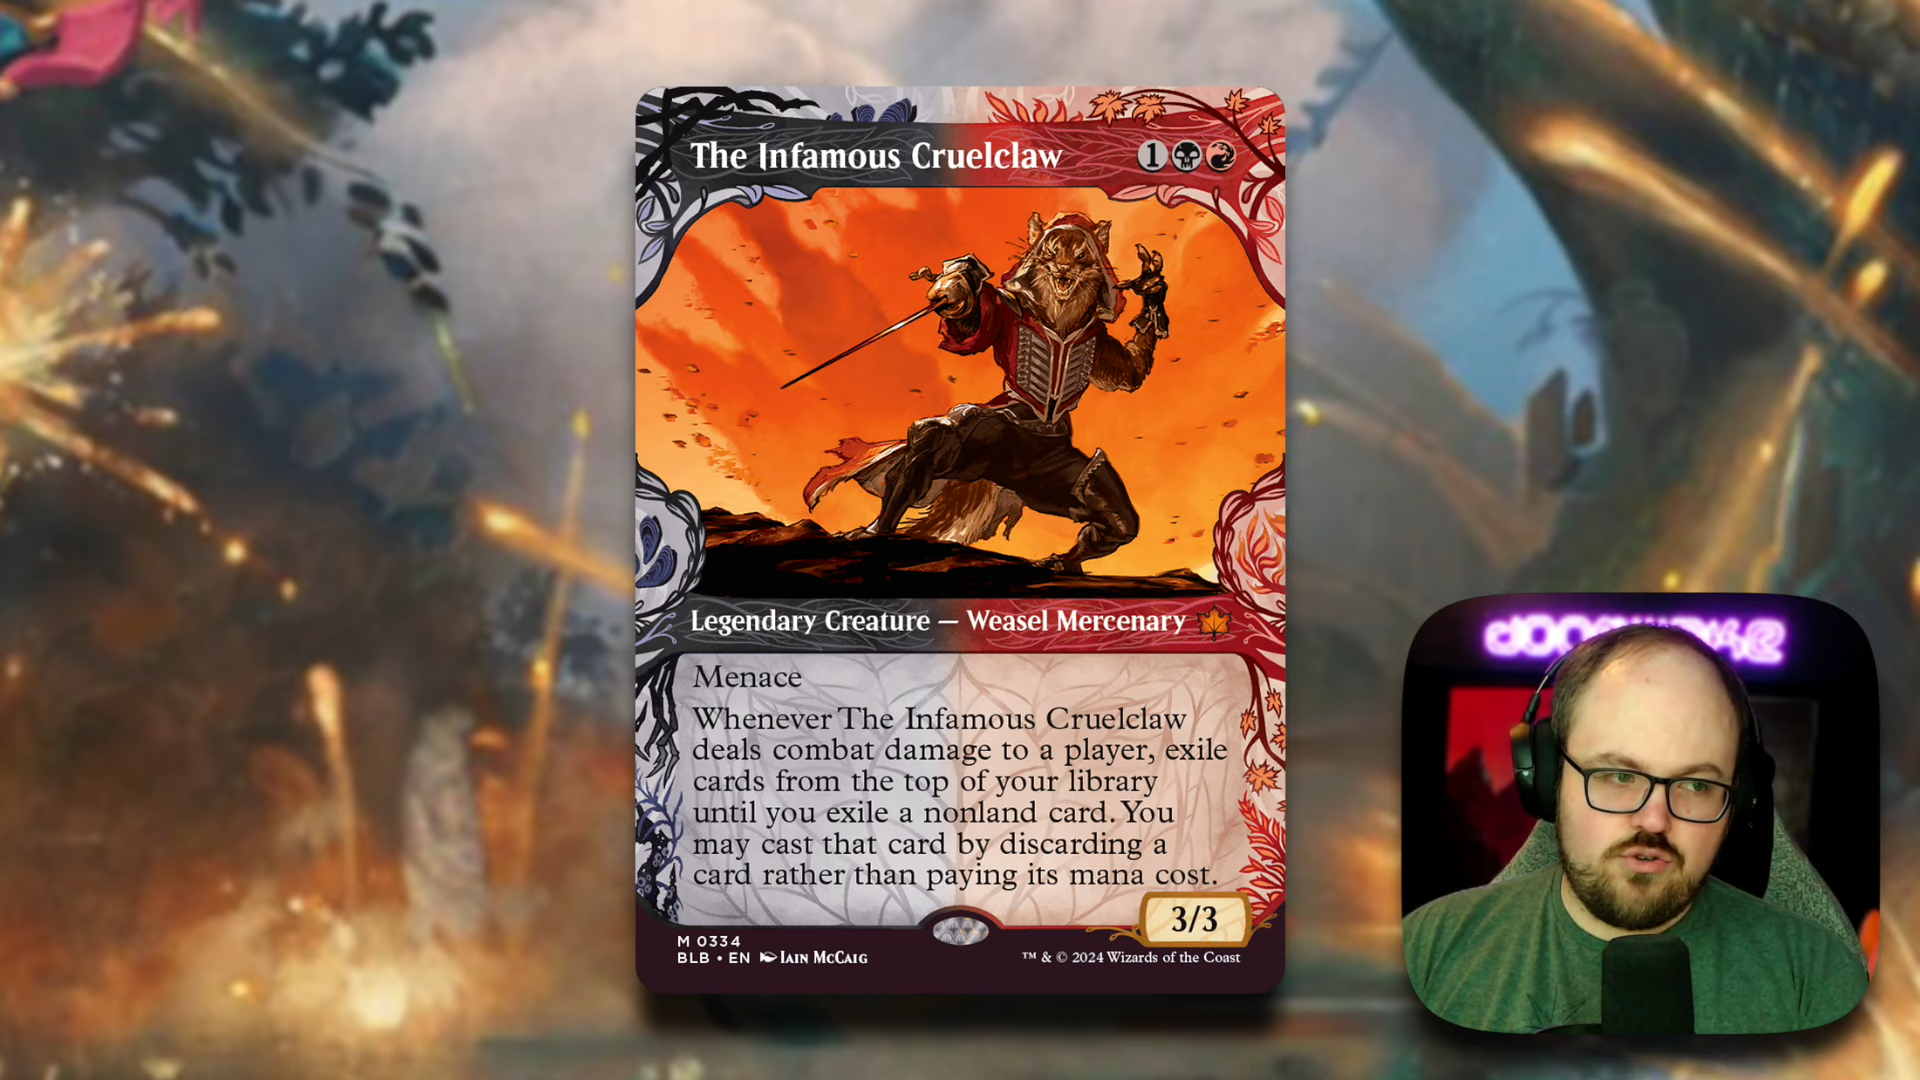 The Infamous Cruelclaw
1
Legendary Creature — Weasel Mercenary
Menace
Whenever The Infamous Cruelclaw
deals combat damage to a player, exile
cards from the top of your library
until you exile a nonland card. You
may cast that card by discarding a
card rather than paying its mana cost.
3/3
M 0334
BLB • EN Iain McCaig
™ & © 2024 Wizards of the Coast